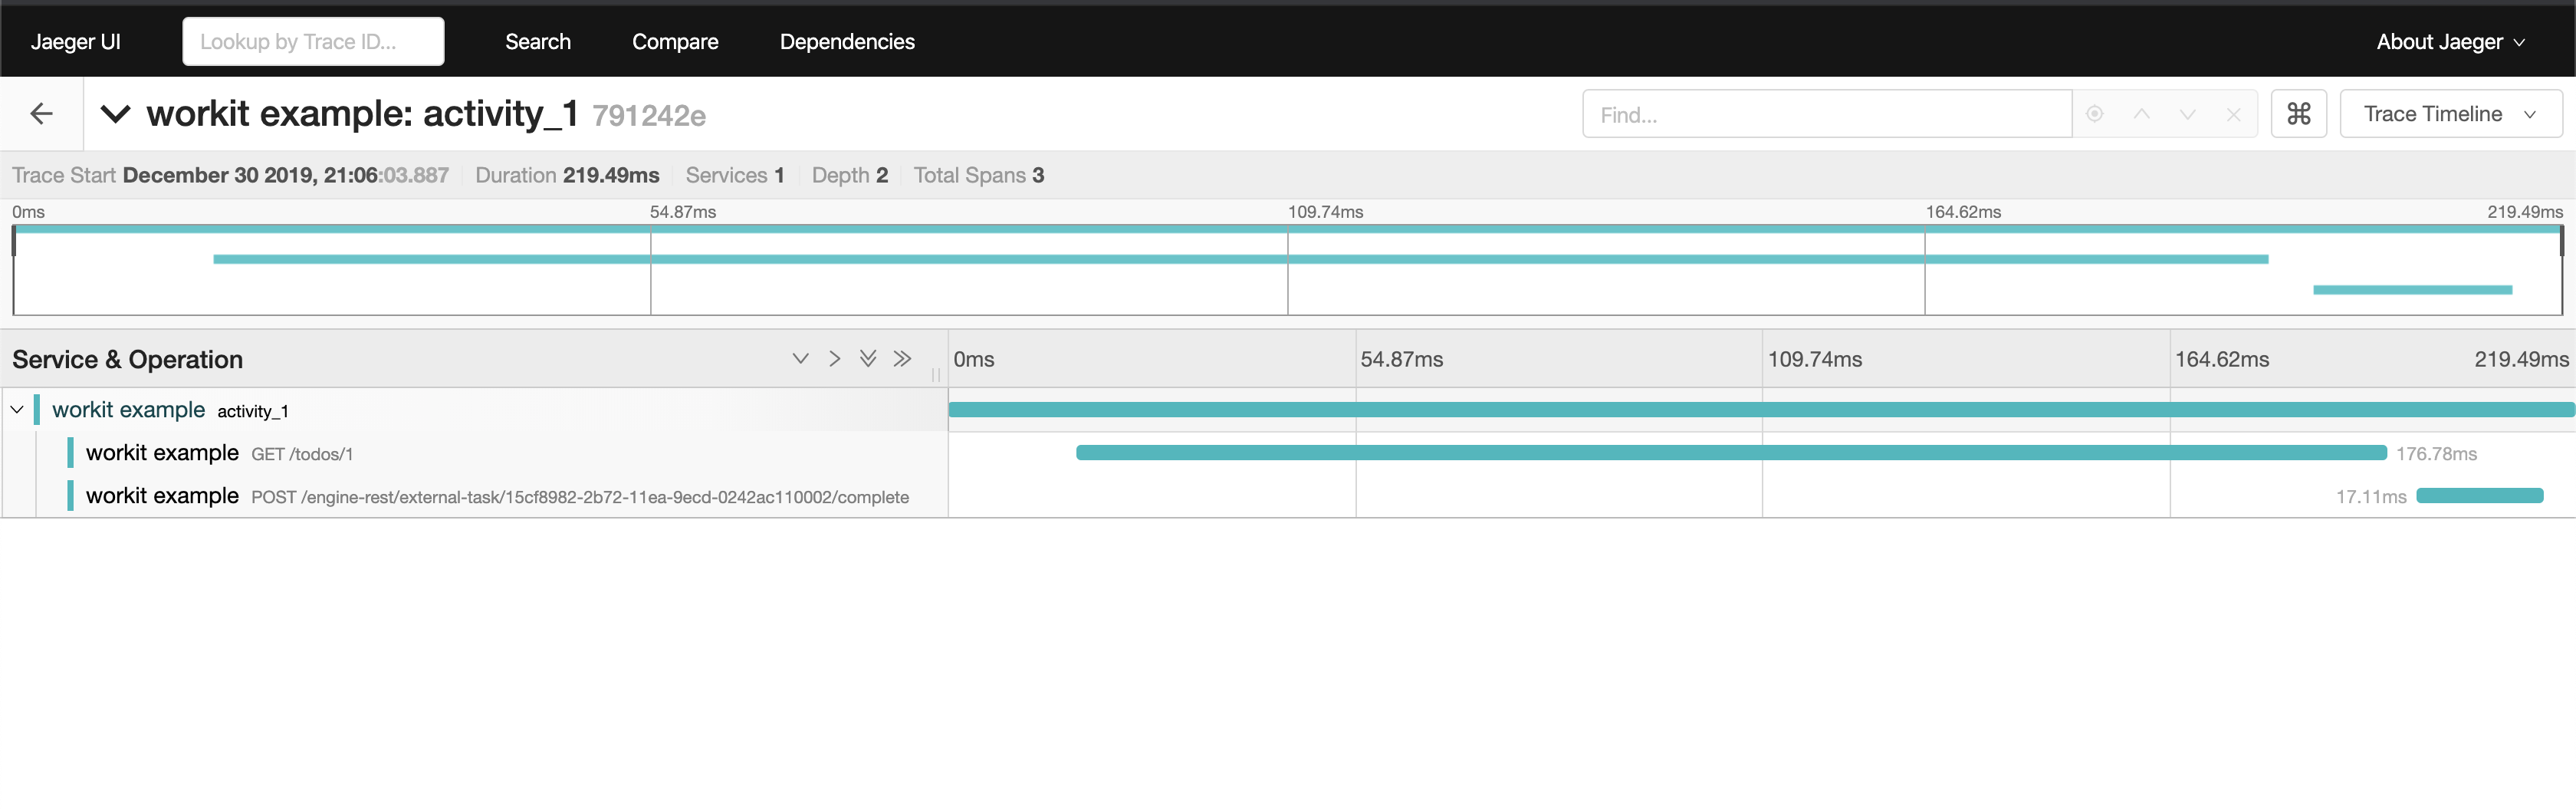 Jaeger UI Lookup by Trace ID... Search Compare Dependencies About Jaeger
workit example: activity_1 791242e Find... ⌘ Trace Timeline
Trace Start December 30 2019, 21:06:03.887 Duration 219.49ms Services 1 Depth 2 Total Spans 3
0ms 54.87ms 109.74ms 164.62ms 219.49ms
Service & Operation 0ms 54.87ms 109.74ms 164.62ms 219.49ms
workit example activity_1
workit example GET /todos/1 176.78ms
workit example POST /engine-rest/external-task/15cf8982-2b72-11ea-9ecd-0242ac110002/complete 17.11ms